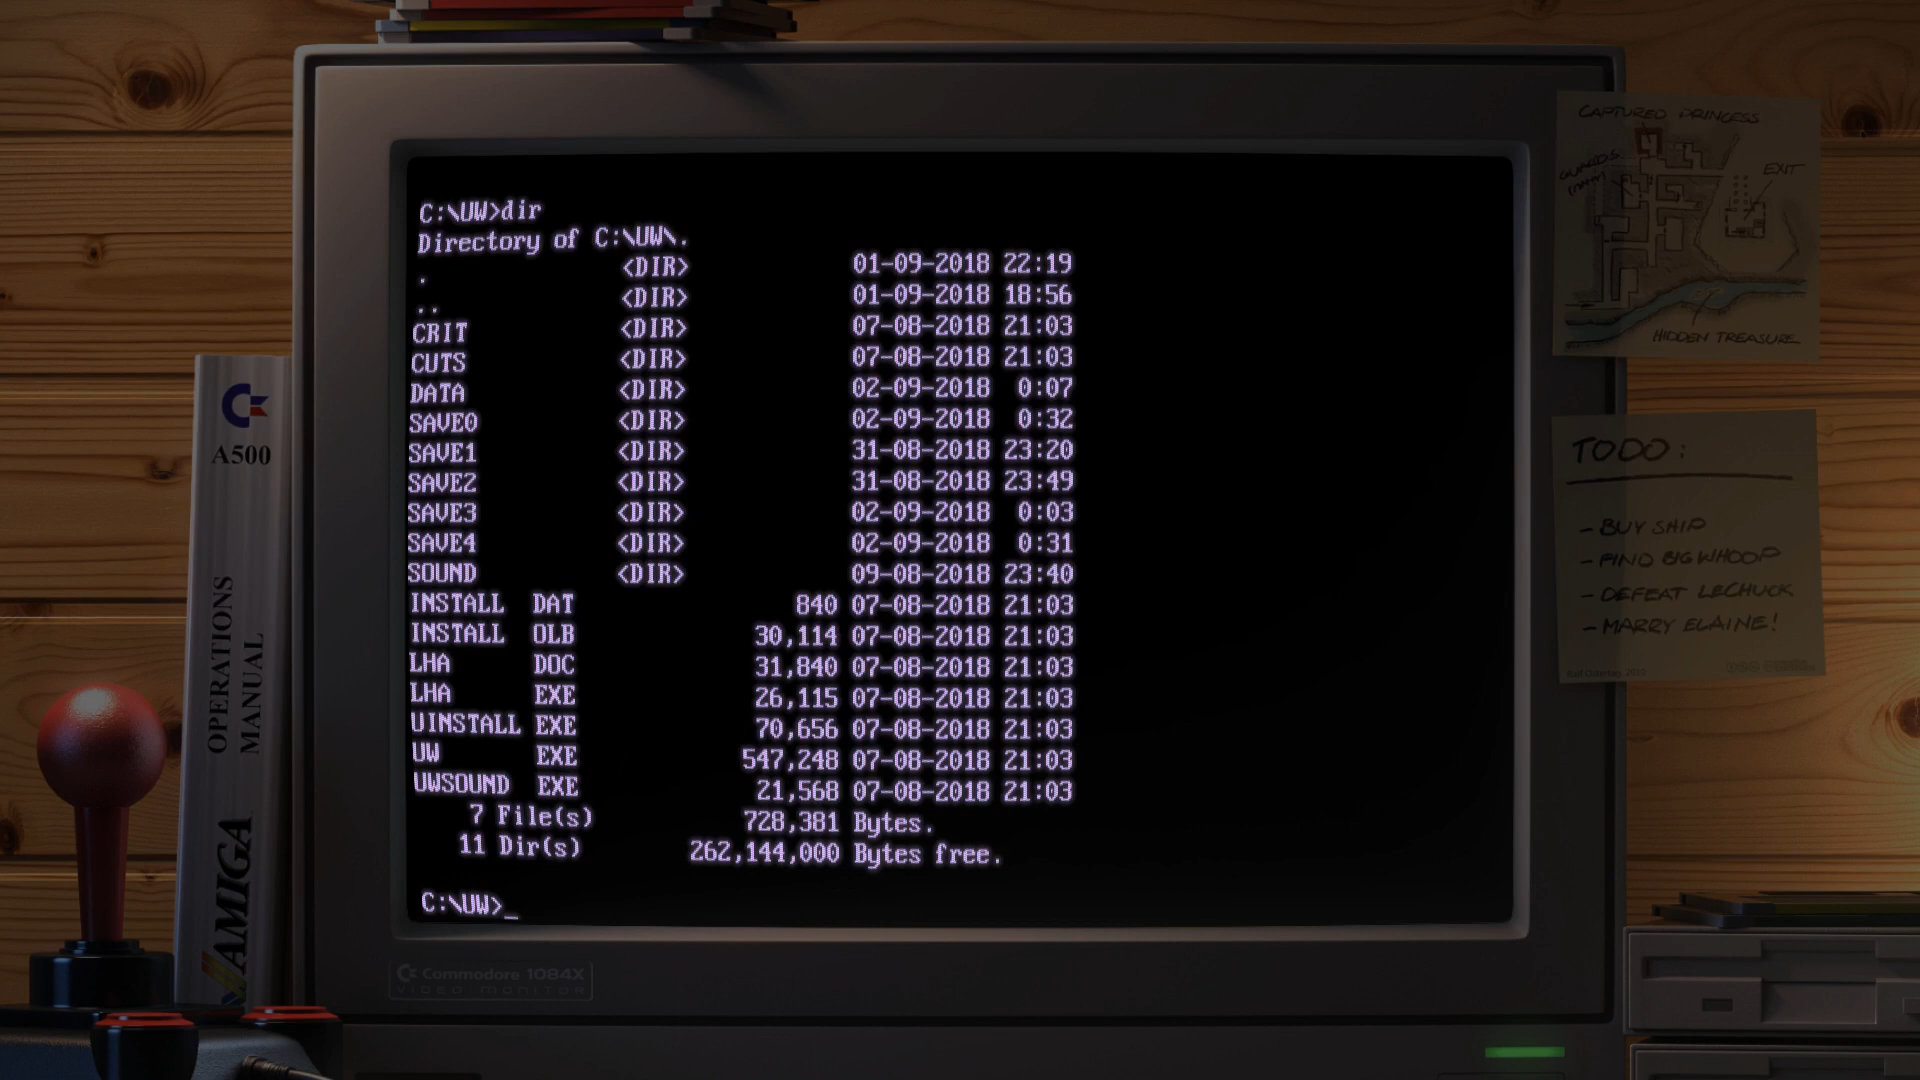 C:\UW>dir
Directory of C:\UW\.
. <DIR> 01-09-2018 22:19
.. <DIR> 01-09-2018 18:56
CRIT <DIR> 07-08-2018 21:03
CUTS <DIR> 07-08-2018 21:03
DATA <DIR> 02-09-2018 0:07
SAVE0 <DIR> 02-09-2018 0:32
SAVE1 <DIR> 31-08-2018 23:20
SAVE2 <DIR> 31-08-2018 23:49
SAVE3 <DIR> 02-09-2018 0:03
SAVE4 <DIR> 02-09-2018 0:31
SOUND <DIR> 09-08-2018 23:40
INSTALL DAT 840 07-08-2018 21:03
INSTALL OLB 30,114 07-08-2018 21:03
LHA DOC 31,840 07-08-2018 21:03
LHA EXE 26,115 07-08-2018 21:03
UINSTALL EXE 70,656 07-08-2018 21:03
UW EXE 547,248 07-08-2018 21:03
UWSOUND EXE 21,568 07-08-2018 21:03
7 File(s) 728,381 Bytes.
11 Dir(s) 262,144,000 Bytes free.
C:\UW>_
A500
OPERATIONS
MANUAL
AMIGA
Commodore 1084X
VIDEO MONITOR
CAPTURED PRINCESS
GUARDS
EXIT
HIDDEN TREASURE
TODO:
- BUY SHIP
- FIND BIG WHOOP
- DEFEAT LECHUCK
- MARRY ELAINE!